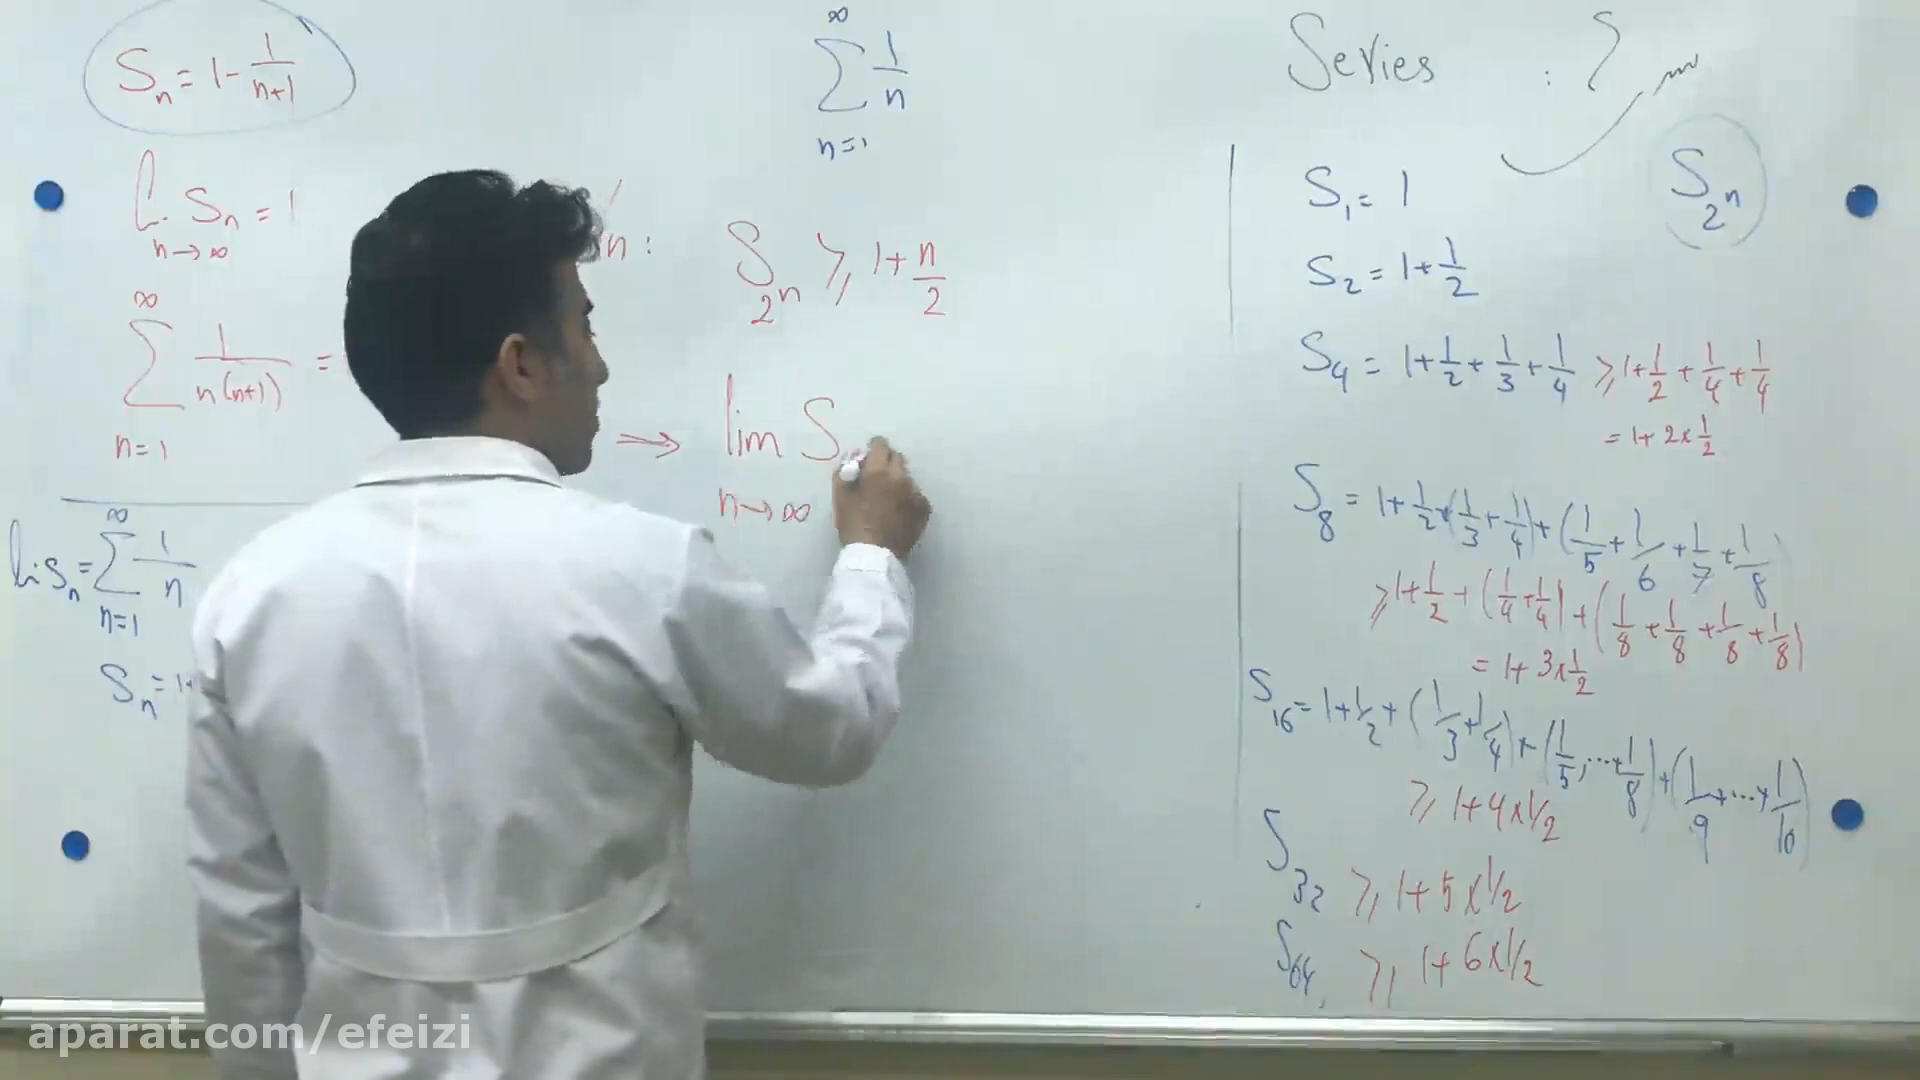 Sₙ = 1 - 1/(n+1)
lim Sₙ = 1
n→∞
∞
∑ 1/(n(n+1)) =
n=1
lim Sₙ = ∞∑n=1 1/n
Sₙ = 1+
∞
∑ 1/n
n=1
n : S₂ⁿ ⩾ 1+ n/2
⇒ lim S
n→∞
Series :
S₂ⁿ
S₁ = 1
S₂ = 1+1/2
S₄ = 1+1/2+1/3+1/4 ⩾ 1+1/2+1/4+1/4
= 1+2×1/2
S₈ = 1+1/2+(1/3+1/4)+(1/5+1/6+1/7+1/8)
⩾ 1+1/2+(1/4+1/4)+(1/8+1/8+1/8+1/8)
= 1+3×1/2
S₁₆ = 1+1/2+(1/3+1/4)+(1/5+...+1/8)+(1/9+...+1/16)
⩾ 1+4×1/2
S₃₂ ⩾ 1+5×1/2
S₆₄ ⩾ 1+6×1/2
aparat.com/efeizi